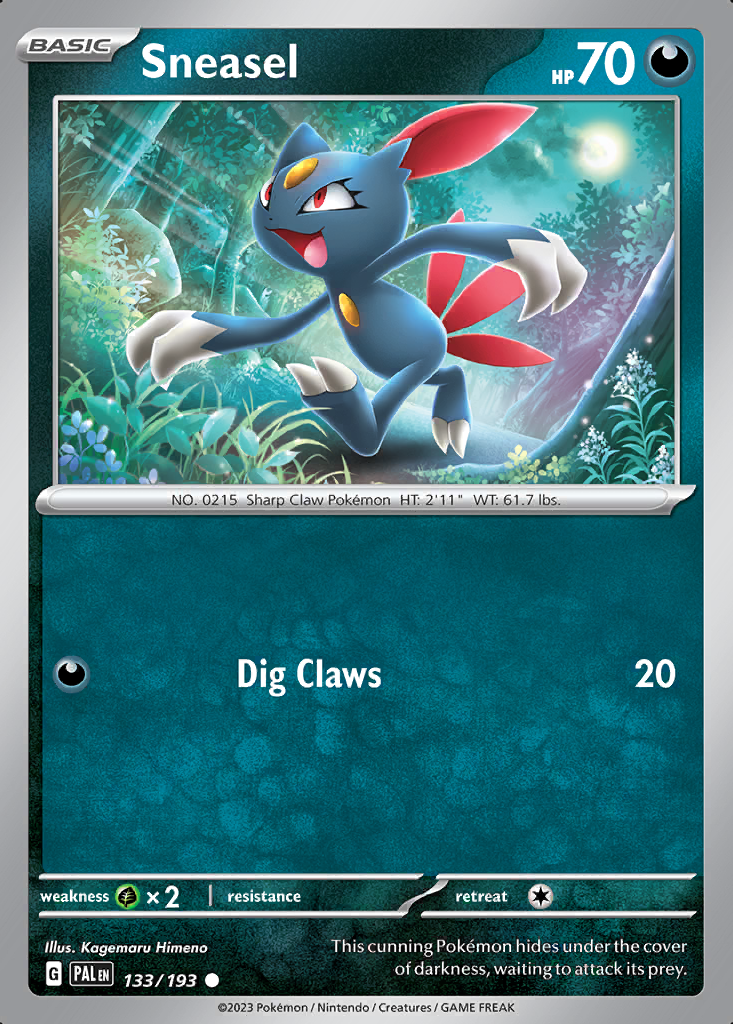 BASIC
Sneasel
HP 70
NO. 0215 Sharp Claw Pokémon HT: 2'11" WT: 61.7 lbs.
Dig Claws 20
weakness ×2 resistance retreat
Illus. Kagemaru Himeno
This cunning Pokémon hides under the cover
of darkness, waiting to attack its prey.
G PAL EN 133/193
©2023 Pokémon / Nintendo / Creatures / GAME FREAK